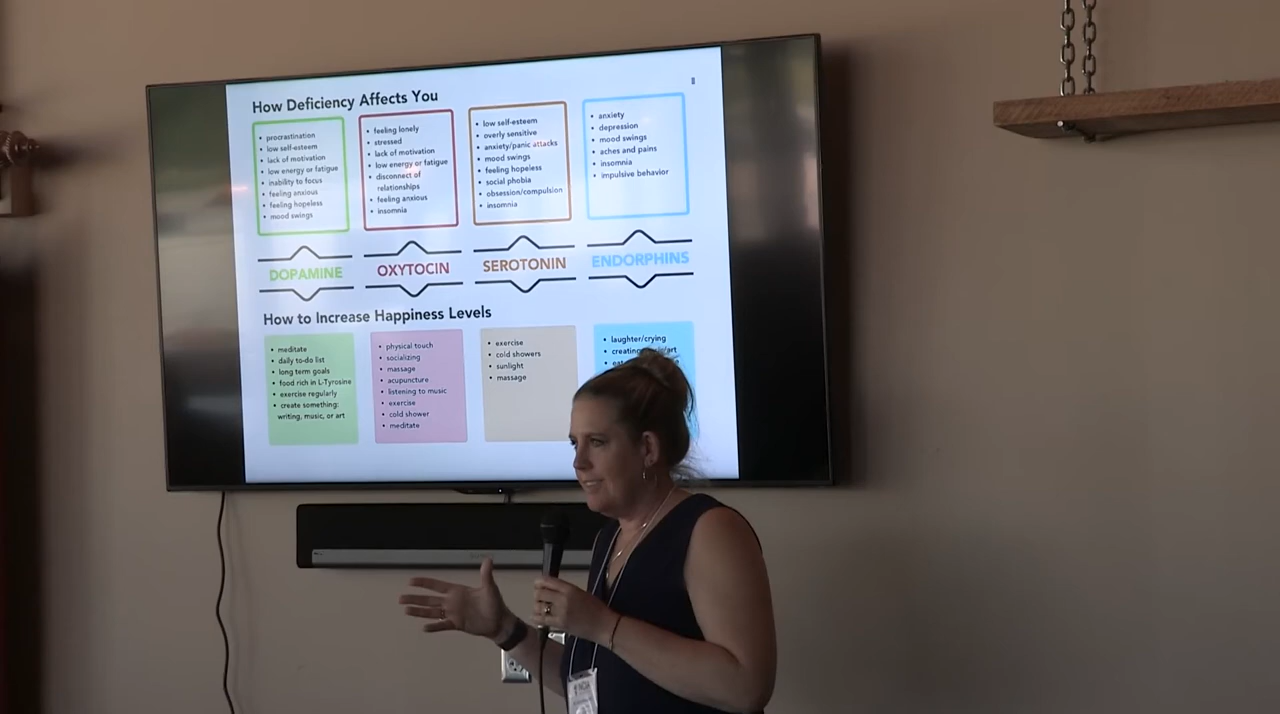 How Deficiency Affects You
• procrastination
• low self-esteem
• lack of motivation
• low energy or fatigue
• inability to focus
• feeling anxious
• feeling hopeless
• mood swings
• feeling lonely
• stressed
• lack of motivation
• low energy or fatigue
• disconnect of
relationships
• feeling anxious
• insomnia
• low self-esteem
• overly sensitive
• anxiety/panic attacks
• mood swings
• feeling hopeless
• social phobia
• obsession/compulsion
• insomnia
• anxiety
• depression
• mood swings
• aches and pains
• insomnia
• impulsive behavior
DOPAMINE
OXYTOCIN
SEROTONIN
ENDORPHINS
How to Increase Happiness Levels
• meditate
• daily to-do list
• long term goals
• food rich in L-Tyrosine
• exercise regularly
• create something:
writing, music, or art
• physical touch
• socializing
• massage
• acupuncture
• listening to music
• exercise
• cold shower
• meditate
• exercise
• cold showers
• sunlight
• massage
• laughter/crying
• creating